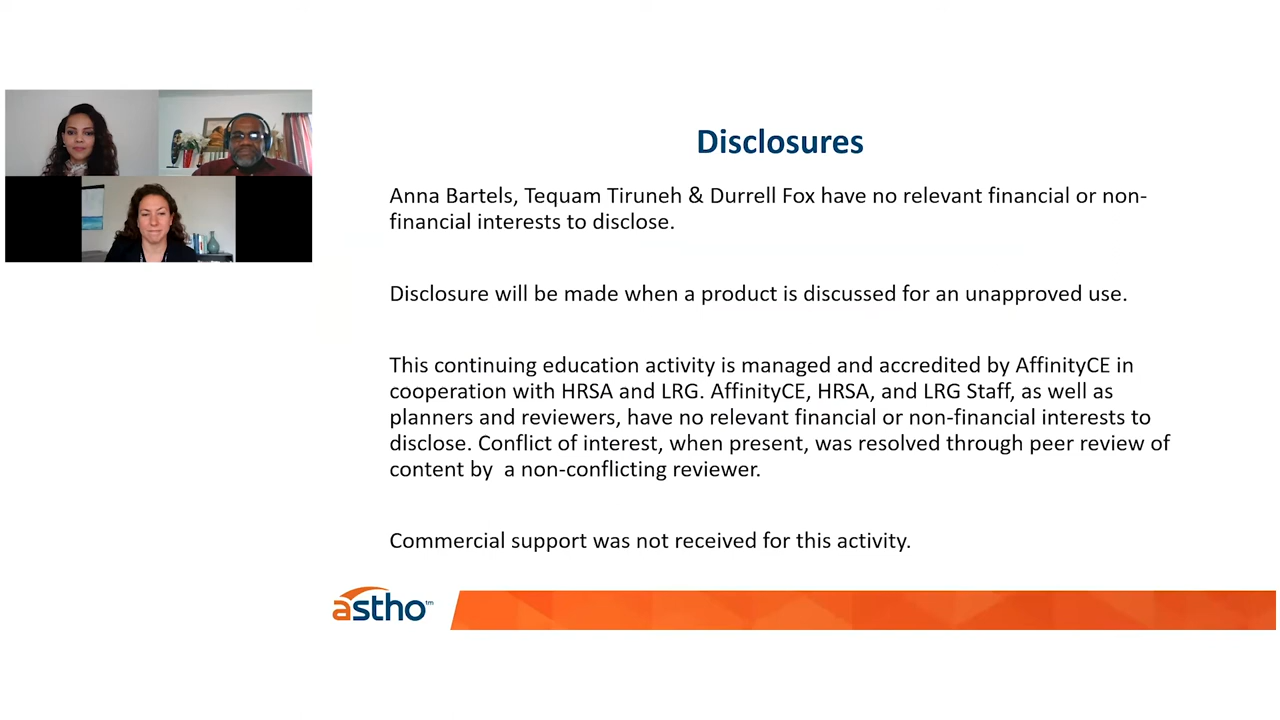 Disclosures
Anna Bartels, Tequam Tiruneh & Durrell Fox have no relevant financial or non-
financial interests to disclose.
Disclosure will be made when a product is discussed for an unapproved use.
This continuing education activity is managed and accredited by AffinityCE in
cooperation with HRSA and LRG. AffinityCE, HRSA, and LRG Staff, as well as
planners and reviewers, have no relevant financial or non-financial interests to
disclose. Conflict of interest, when present, was resolved through peer review of
content by  a non-conflicting reviewer.
Commercial support was not received for this activity.
astho™